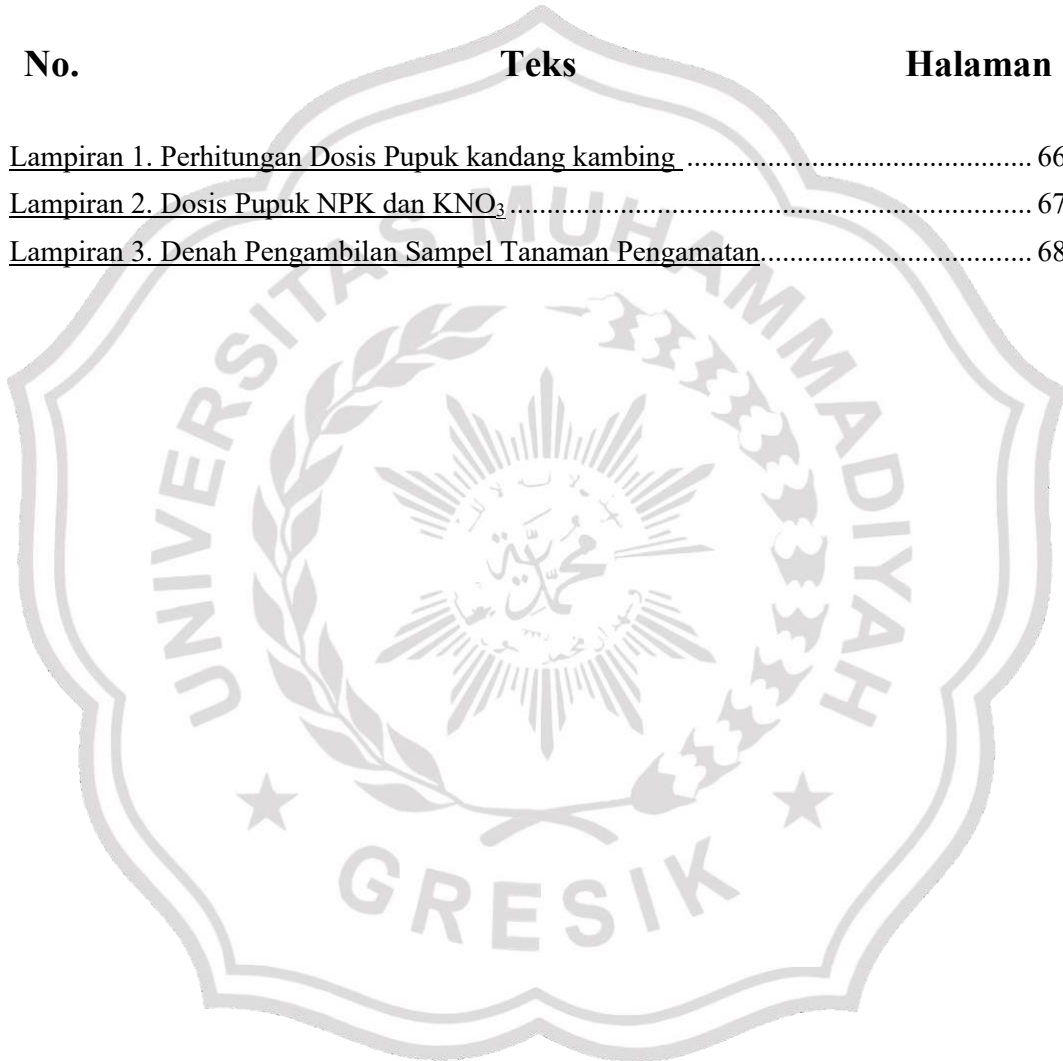 No. Teks Halaman
Lampiran 1. Perhitungan Dosis Pupuk kandang kambing ............................................. 66
Lampiran 2. Dosis Pupuk NPK dan KNO₃..................................................................... 67
Lampiran 3. Denah Pengambilan Sampel Tanaman Pengamatan................................... 68
UNIVERSITAS MUHAMMADIYAH
محمد
GRESIK